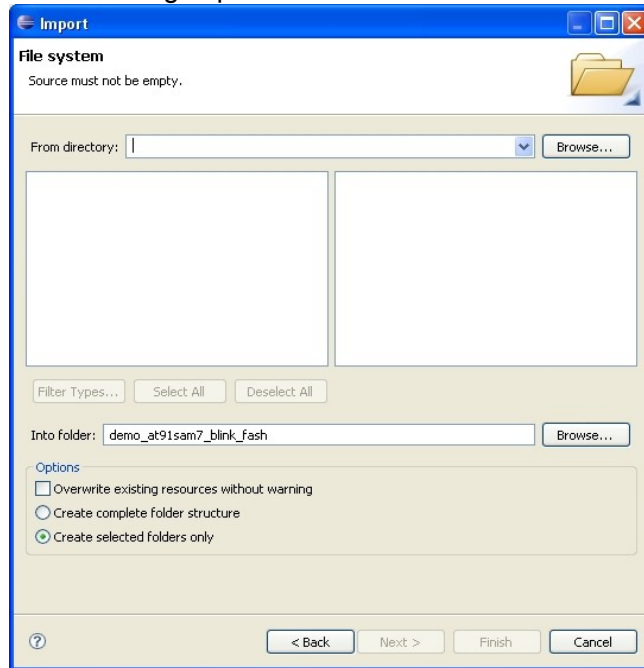 Import
File system
Source must not be empty.
From directory:
Browse...
Filter Types...
Select All
Deselect All
Into folder: demo_at91sam7_blink_fash
Browse...
Options
Overwrite existing resources without warning
Create complete folder structure
Create selected folders only
?
< Back
Next >
Finish
Cancel